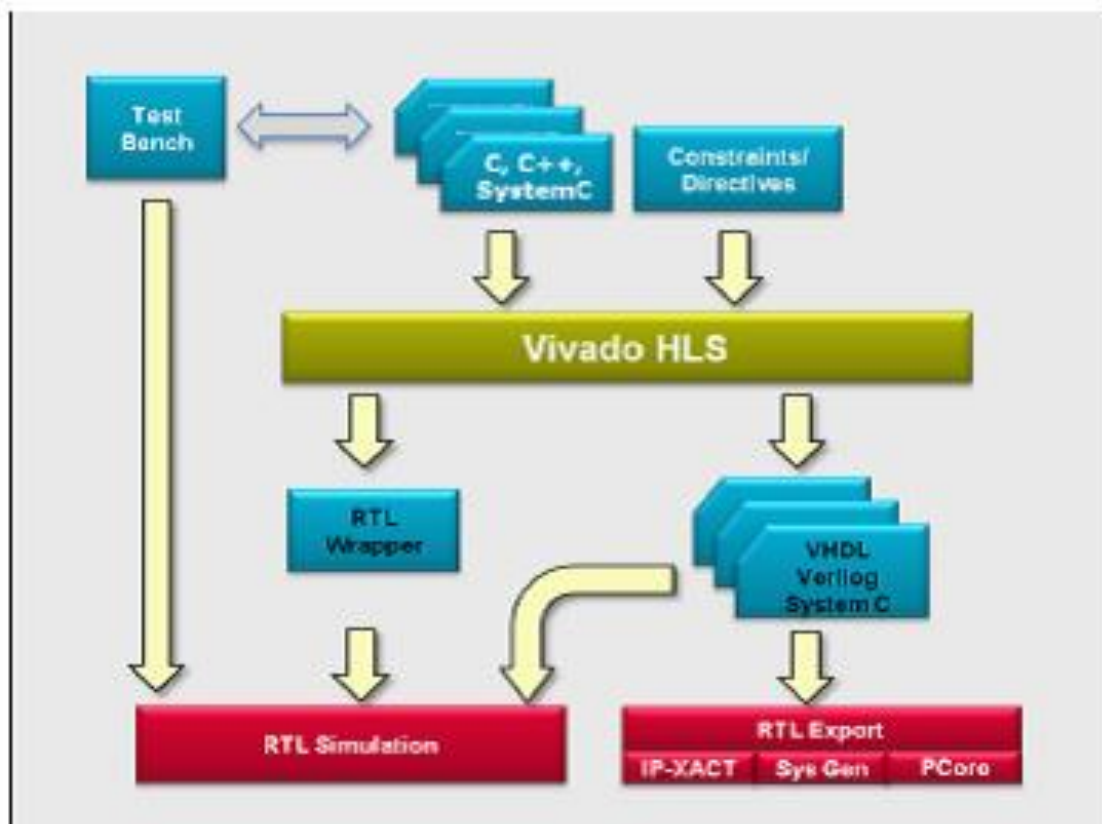 Test
Bench
C, C++,
SystemC
Constraints/
Directives
Vivado HLS
RTL
Wrapper
VHDL
Verilog
System C
RTL Simulation
RTL Export
IP-XACT
Sys Gen
PCore